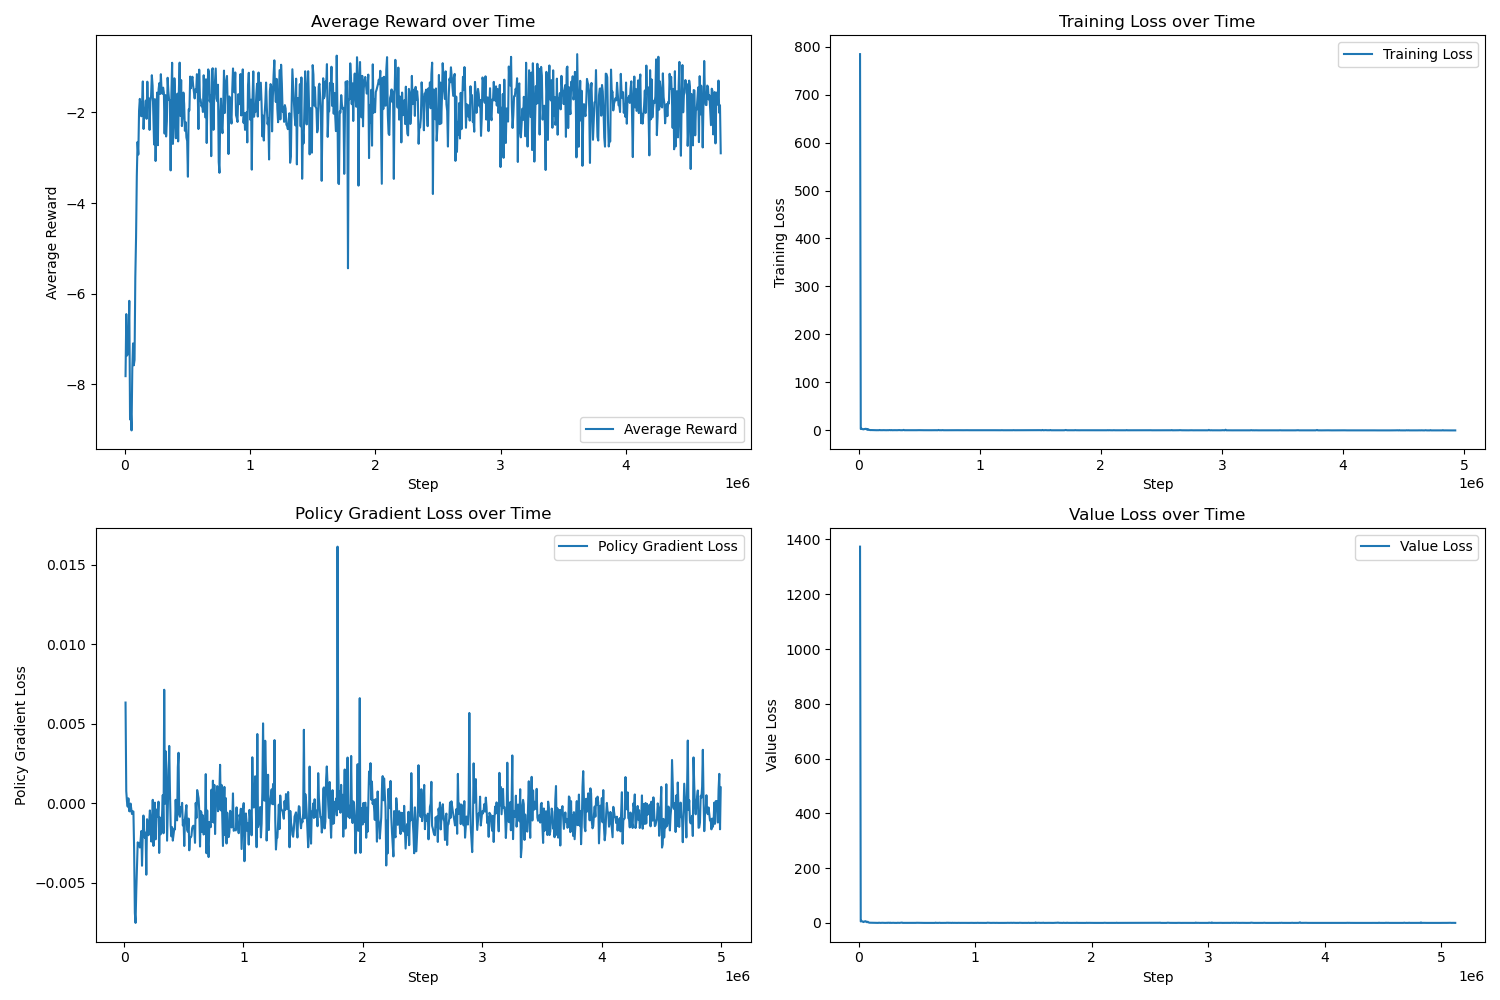 Average Reward over Time
Average Reward
−2
−4
−6
−8
Average Reward
0
1
2
3
4
Step
1e6
Training Loss over Time
Training Loss
800
700
600
500
400
300
200
100
0
Training Loss
0
1
2
3
4
5
Step
1e6
Policy Gradient Loss over Time
Policy Gradient Loss
0.015
0.010
0.005
0.000
−0.005
Policy Gradient Loss
0
1
2
3
4
5
Step
1e6
Value Loss over Time
Value Loss
1400
1200
1000
800
600
400
200
0
Value Loss
0
1
2
3
4
5
Step
1e6